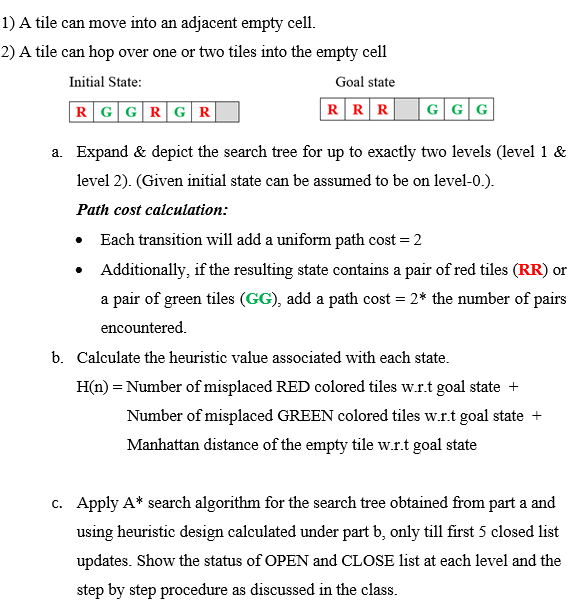 1) A tile can move into an adjacent empty cell.
2) A tile can hop over one or two tiles into the empty cell
Initial State: Goal state
R G G R G R R R R G G G
a. Expand & depict the search tree for up to exactly two levels (level 1 &
level 2). (Given initial state can be assumed to be on level-0.).
Path cost calculation:
• Each transition will add a uniform path cost = 2
• Additionally, if the resulting state contains a pair of red tiles (RR) or
a pair of green tiles (GG), add a path cost = 2* the number of pairs
encountered.
b. Calculate the heuristic value associated with each state.
H(n) = Number of misplaced RED colored tiles w.r.t goal state +
Number of misplaced GREEN colored tiles w.r.t goal state +
Manhattan distance of the empty tile w.r.t goal state
c. Apply A* search algorithm for the search tree obtained from part a and
using heuristic design calculated under part b, only till first 5 closed list
updates. Show the status of OPEN and CLOSE list at each level and the
step by step procedure as discussed in the class.